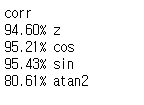 corr
94.60% z
95.21% cos
95.43% sin
80.61% atan2